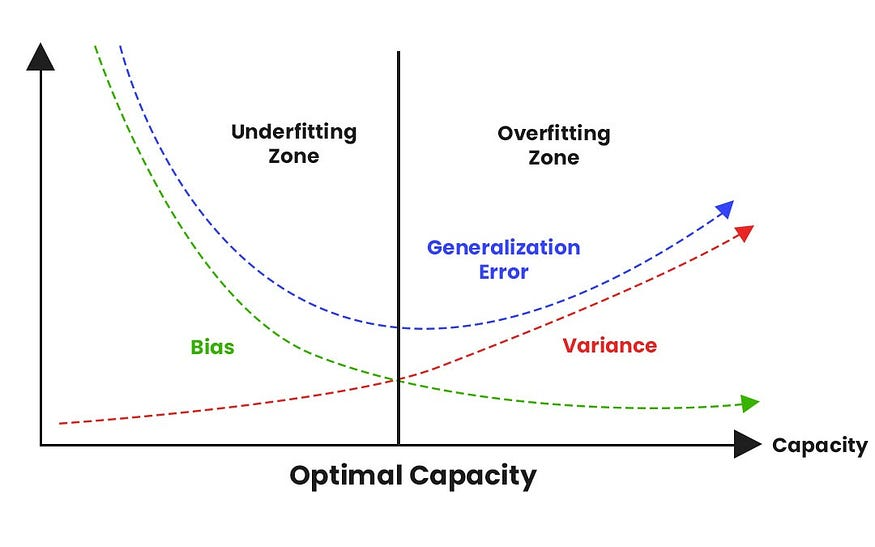 Underfitting
Zone
Overfitting
Zone
Generalization
Error
Bias
Variance
Capacity
Optimal Capacity